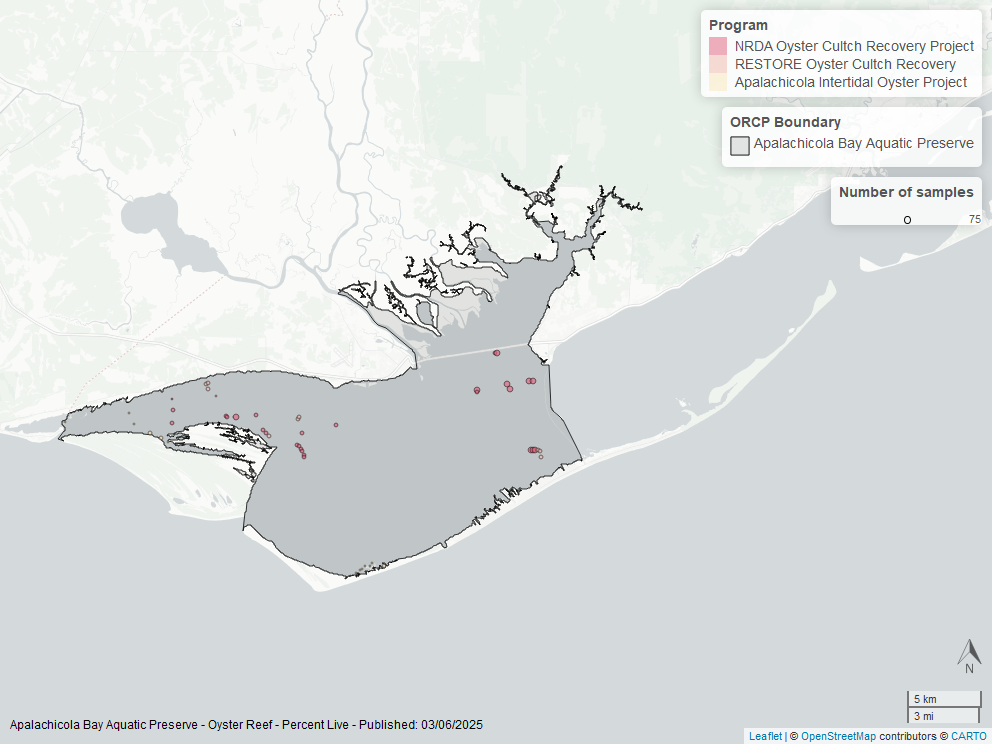 Program
NRDA Oyster Cultch Recovery Project
RESTORE Oyster Cultch Recovery
Apalachicola Intertidal Oyster Project
ORCP Boundary
Apalachicola Bay Aquatic Preserve
Number of samples
75
N
5 km
3 mi
Apalachicola Bay Aquatic Preserve - Oyster Reef - Percent Live - Published: 03/06/2025
Leaflet | © OpenStreetMap contributors © CARTO